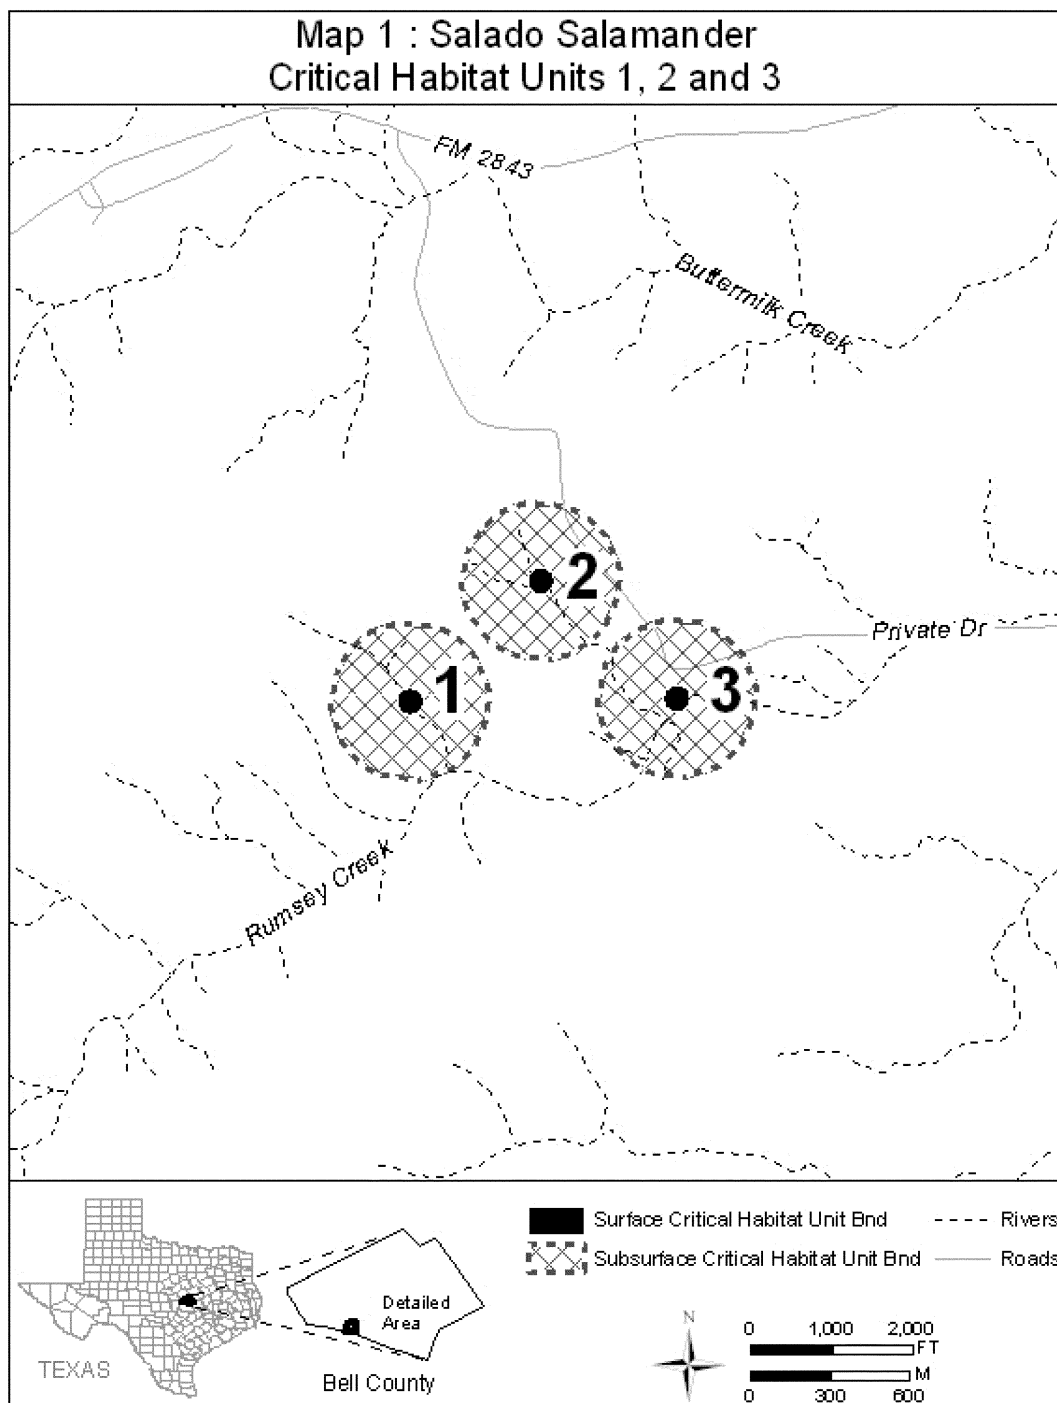 Map 1 : Salado Salamander
Critical Habitat Units 1, 2 and 3
FM 2843
Buttermilk Creek
2
Private Dr
1
3
Rumsey Creek
Surface Critical Habitat Unit Bnd
Rivers
Subsurface Critical Habitat Unit Bnd
Roads
Detailed
Area
TEXAS
Bell County
N
0 1,000 2,000
FT
M
0 300 600